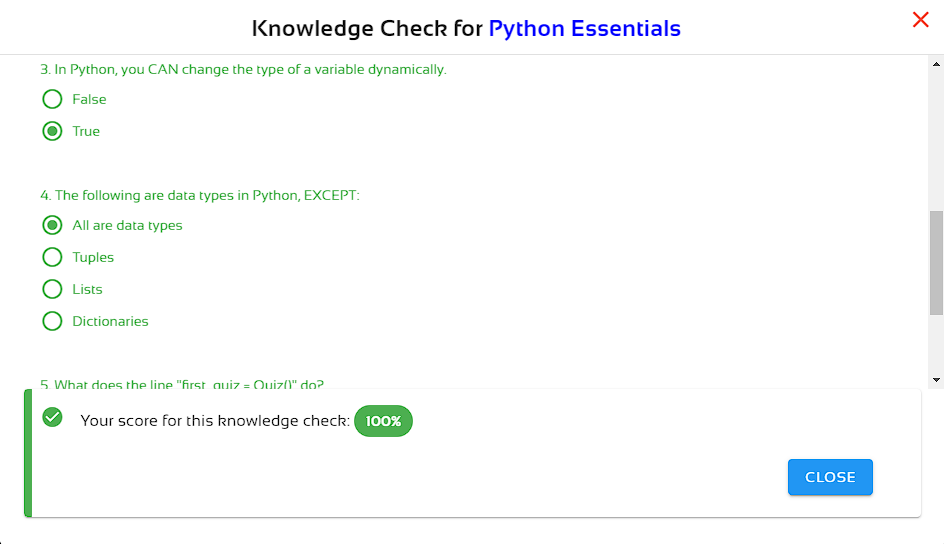 Knowledge Check for Python Essentials
3. In Python, you CAN change the type of a variable dynamically.
False
True
4. The following are data types in Python, EXCEPT:
All are data types
Tuples
Lists
Dictionaries
5. What does the line "first_quiz = Quiz()" do?
Your score for this knowledge check: 100%
CLOSE